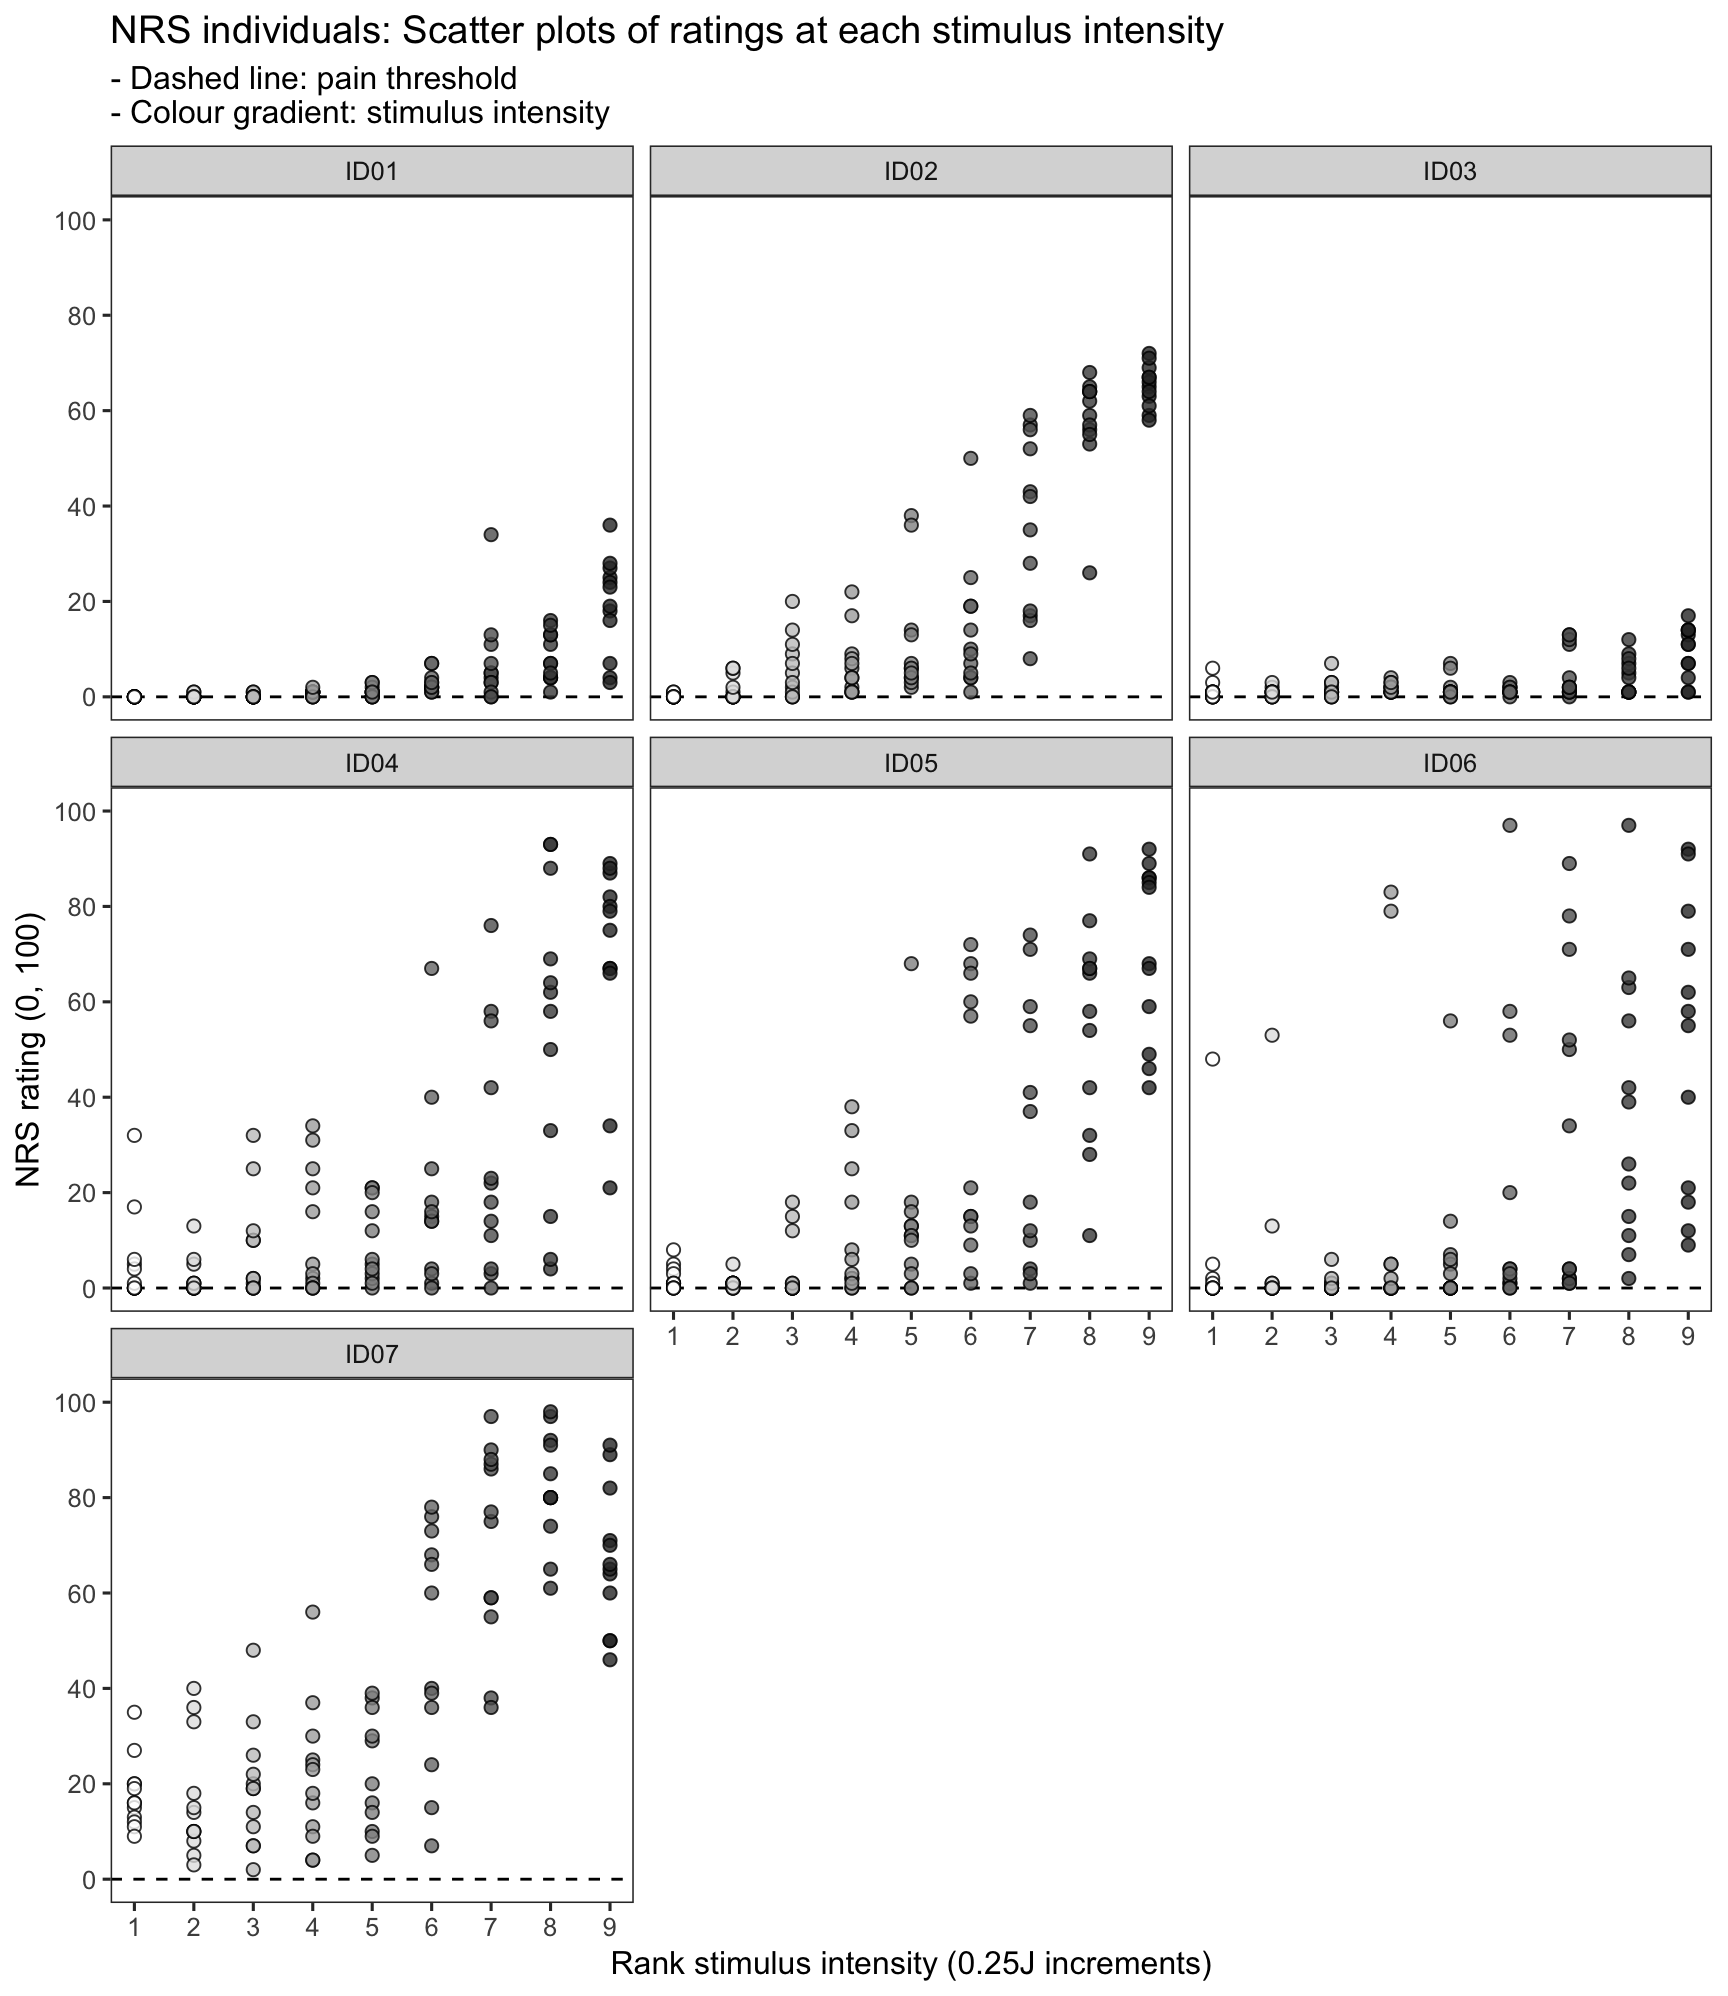 NRS individuals: Scatter plots of ratings at each stimulus intensity
- Dashed line: pain threshold
- Colour gradient: stimulus intensity
ID01 ID02 ID03
100
80
60
40
20
0
ID04 ID05 ID06
NRS rating (0, 100)
100
80
60
40
20
0
1 2 3 4 5 6 7 8 9 1 2 3 4 5 6 7 8 9
ID07
100
80
60
40
20
0
1 2 3 4 5 6 7 8 9
Rank stimulus intensity (0.25J increments)